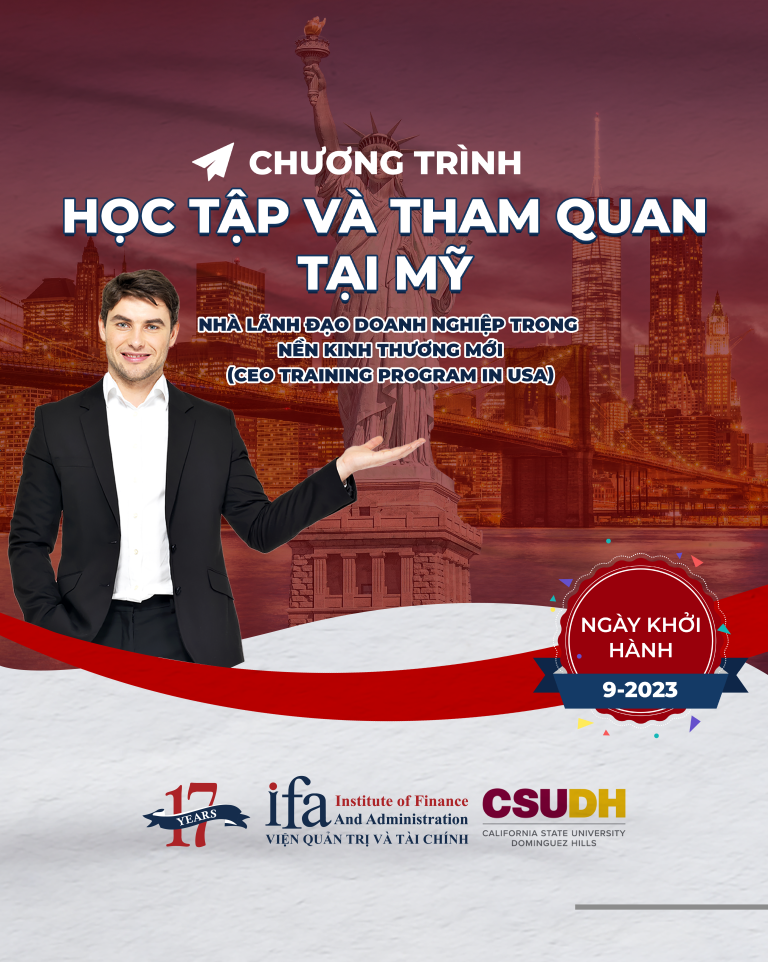 CHƯƠNG TRÌNH
HỌC TẬP VÀ THAM QUAN
TẠI MỸ
NHÀ LÃNH ĐẠO DOANH NGHIỆP TRONG
NỀN KINH THƯƠNG MỚI
(CEO TRAINING PROGRAM IN USA)
NGÀY KHỞI
HÀNH
9-2023
17
YEARS
ifa
Institute of Finance
And Administration
VIỆN QUẢN TRỊ VÀ TÀI CHÍNH
CSUDH
CALIFORNIA STATE UNIVERSITY
DOMINGUEZ HILLS